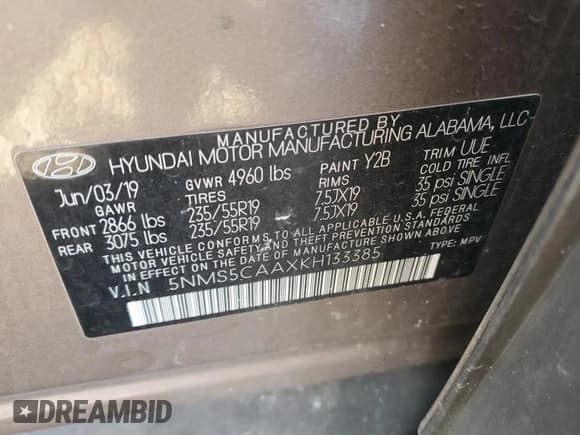 MANUFACTURED BY
HYUNDAI MOTOR MANUFACTURING ALABAMA, LLC
Jun/03/19 GVWR 4960 lbs PAINT Y2B TRIM UUE
GAWR TIRES RIMS COLD TIRE INFL
FRONT 2866 lbs 235/55R19 7.5JX19 35 psi SINGLE
REAR 3075 lbs 235/55R19 7.5JX19 35 psi SINGLE
THIS VEHICLE CONFORMS TO ALL APPLICABLE U.S.A. FEDERAL
MOTOR VEHICLE SAFETY AND THEFT PREVENTION STANDARDS
IN EFFECT ON THE DATE OF MANUFACTURE SHOWN ABOVE.
V.I.N 5NMS5CAAXKH133385 TYPE: MPV
DREAMBID